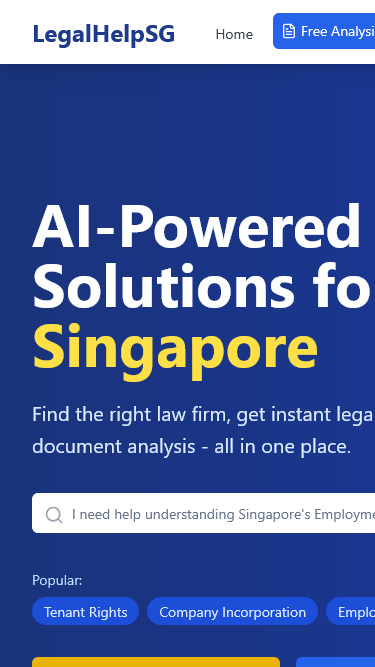 LegalHelpSG
Home
Free Analysi
AI-Powered
Solutions fo
Singapore
Find the right law firm, get instant lega
document analysis - all in one place.
I need help understanding Singapore's Employme
Popular:
Tenant Rights
Company Incorporation
Emplo